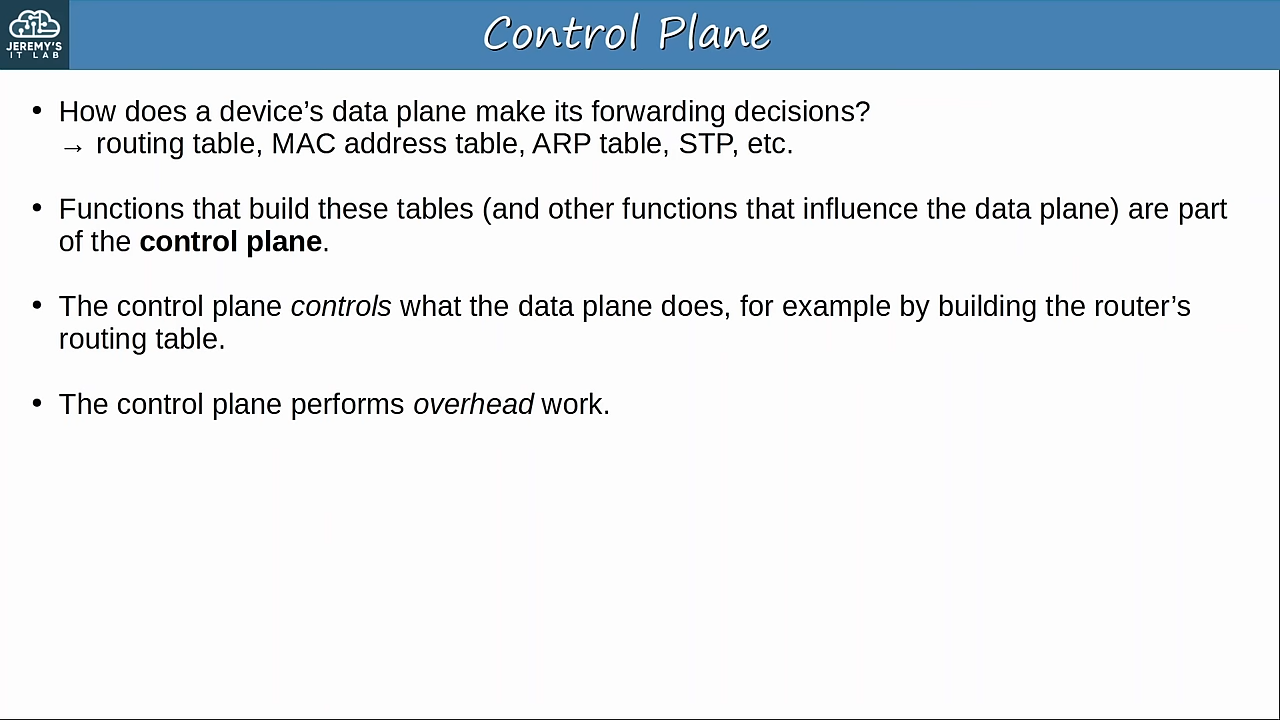 JEREMY'S
IT LAB
Control Plane
• How does a device’s data plane make its forwarding decisions?
→ routing table, MAC address table, ARP table, STP, etc.
• Functions that build these tables (and other functions that influence the data plane) are part
of the control plane.
• The control plane controls what the data plane does, for example by building the router’s
routing table.
• The control plane performs overhead work.